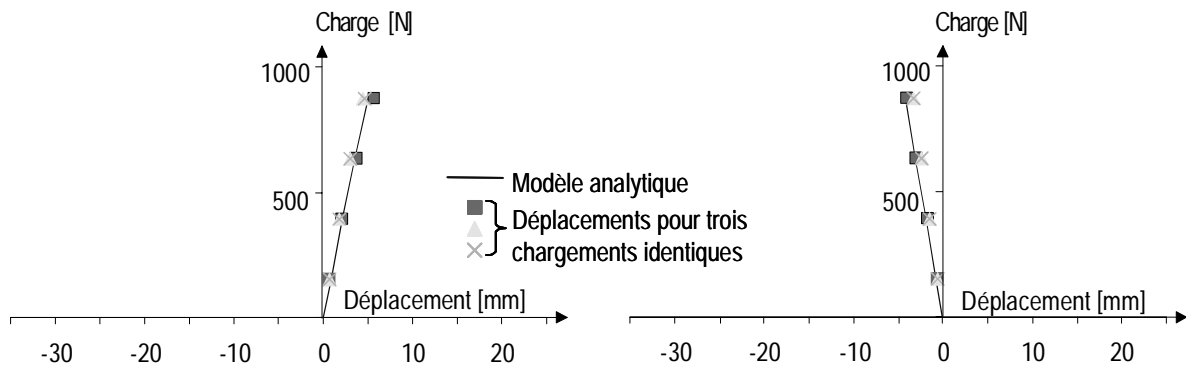 Charge [N]
1000
500
Modèle analytique
Déplacements pour trois
chargements identiques
Déplacement [mm]
-30 -20 -10 0 10 20
Charge [N]
1000
500
Déplacement [mm]
-30 -20 -10 0 10 20